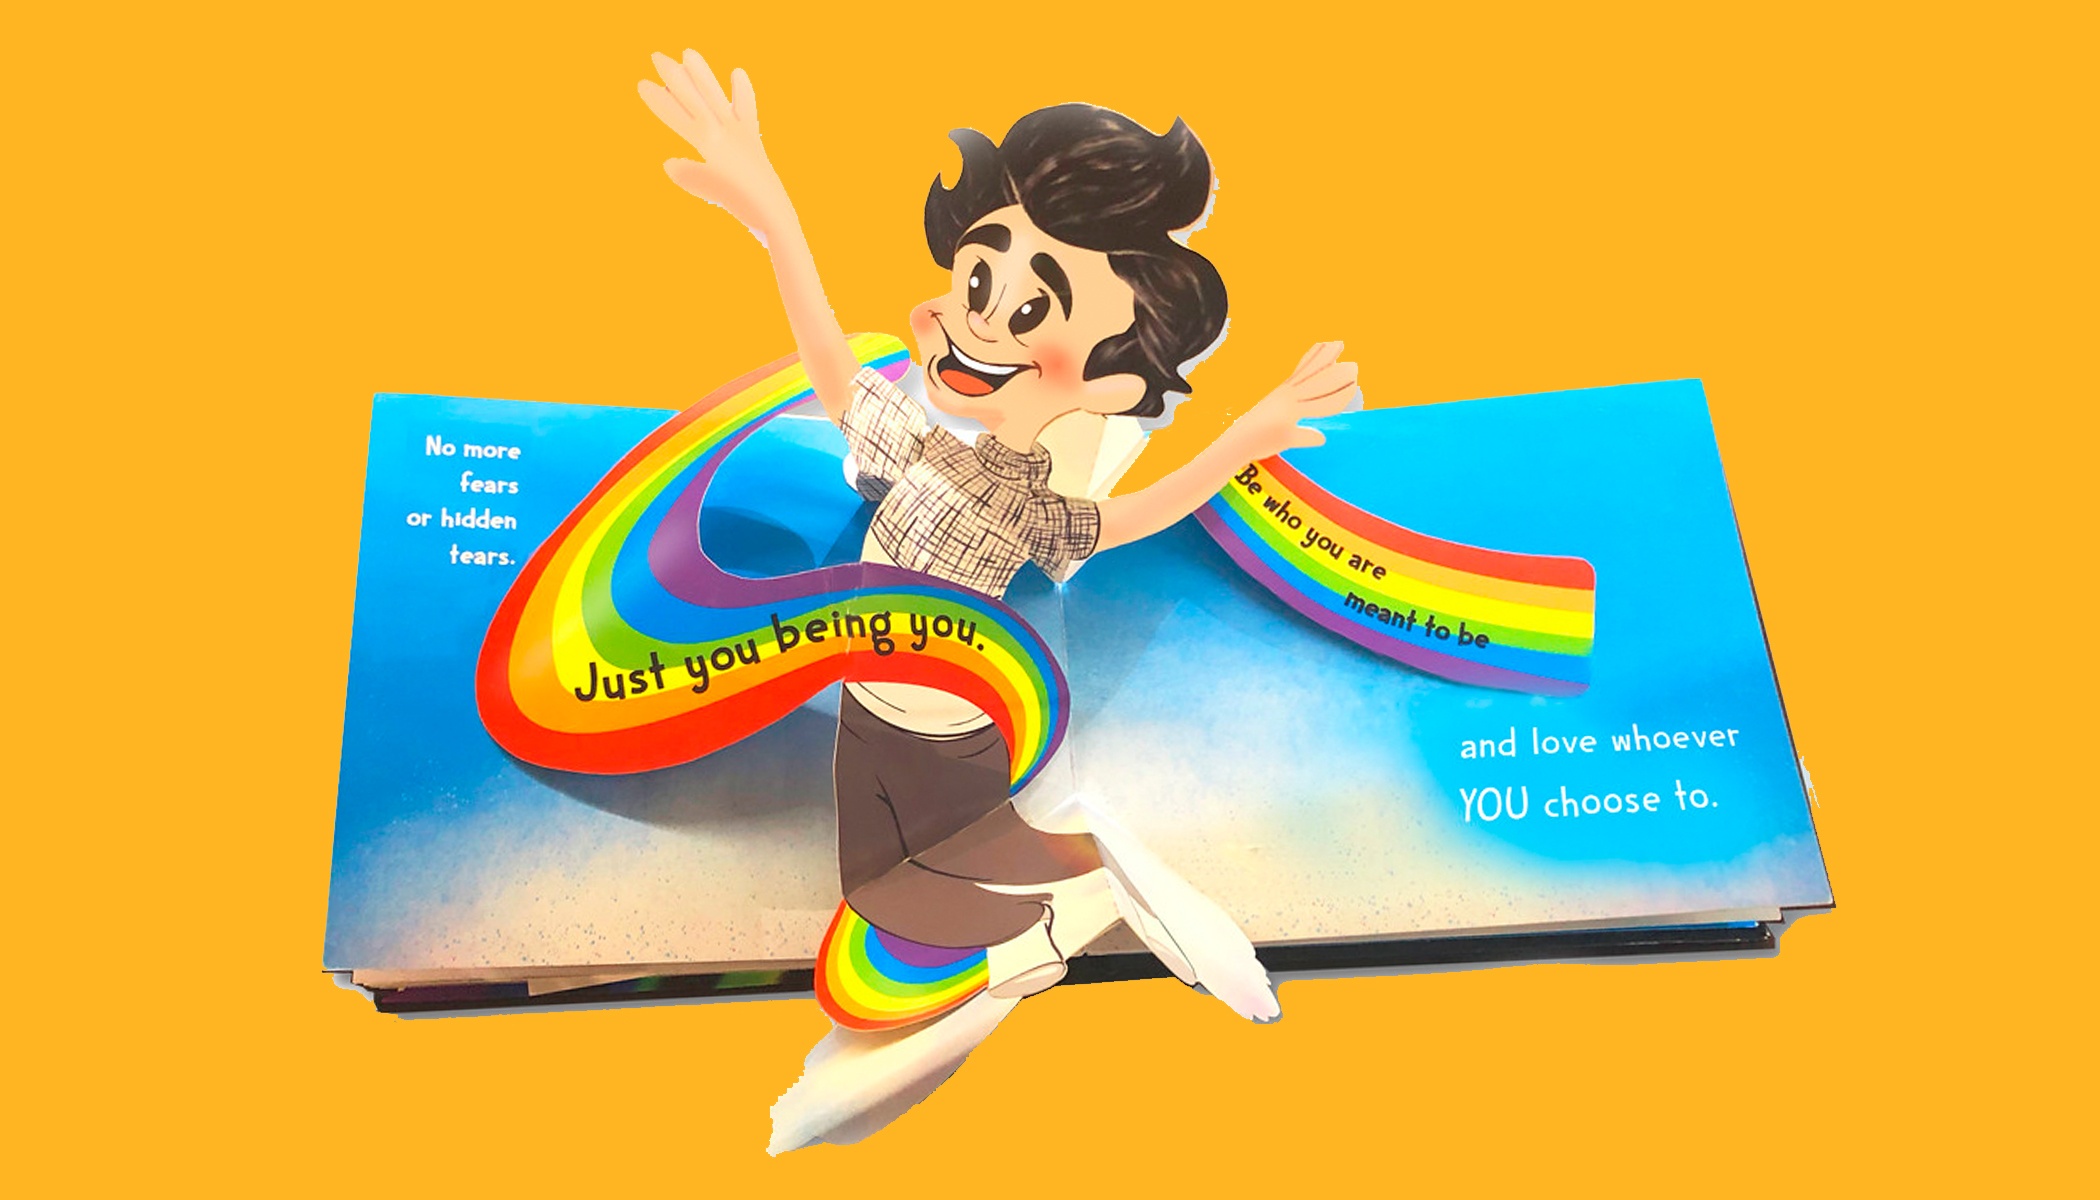 No more
fears
or hidden
tears.
Just you being you.
Be who you are
meant to be
and love whoever
YOU choose to.